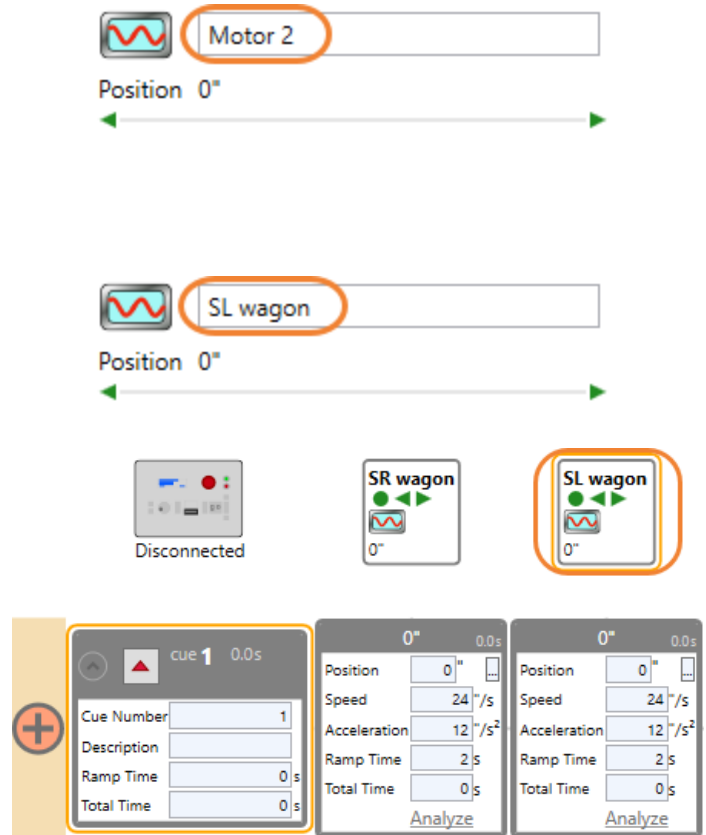 Motor 2
Position 0"
SL wagon
Position 0"
SR wagon
0"
SL wagon
0"
Disconnected
cue 1 0.0s
Cue Number 1
Description
Ramp Time 0 s
Total Time 0 s
0" 0.0s
Position 0 " ...
Speed 24 "/s
Acceleration 12 "/s²
Ramp Time 2 s
Total Time 0 s
Analyze
0" 0.0s
Position 0 " ...
Speed 24 "/s
Acceleration 12 "/s²
Ramp Time 2 s
Total Time 0 s
Analyze